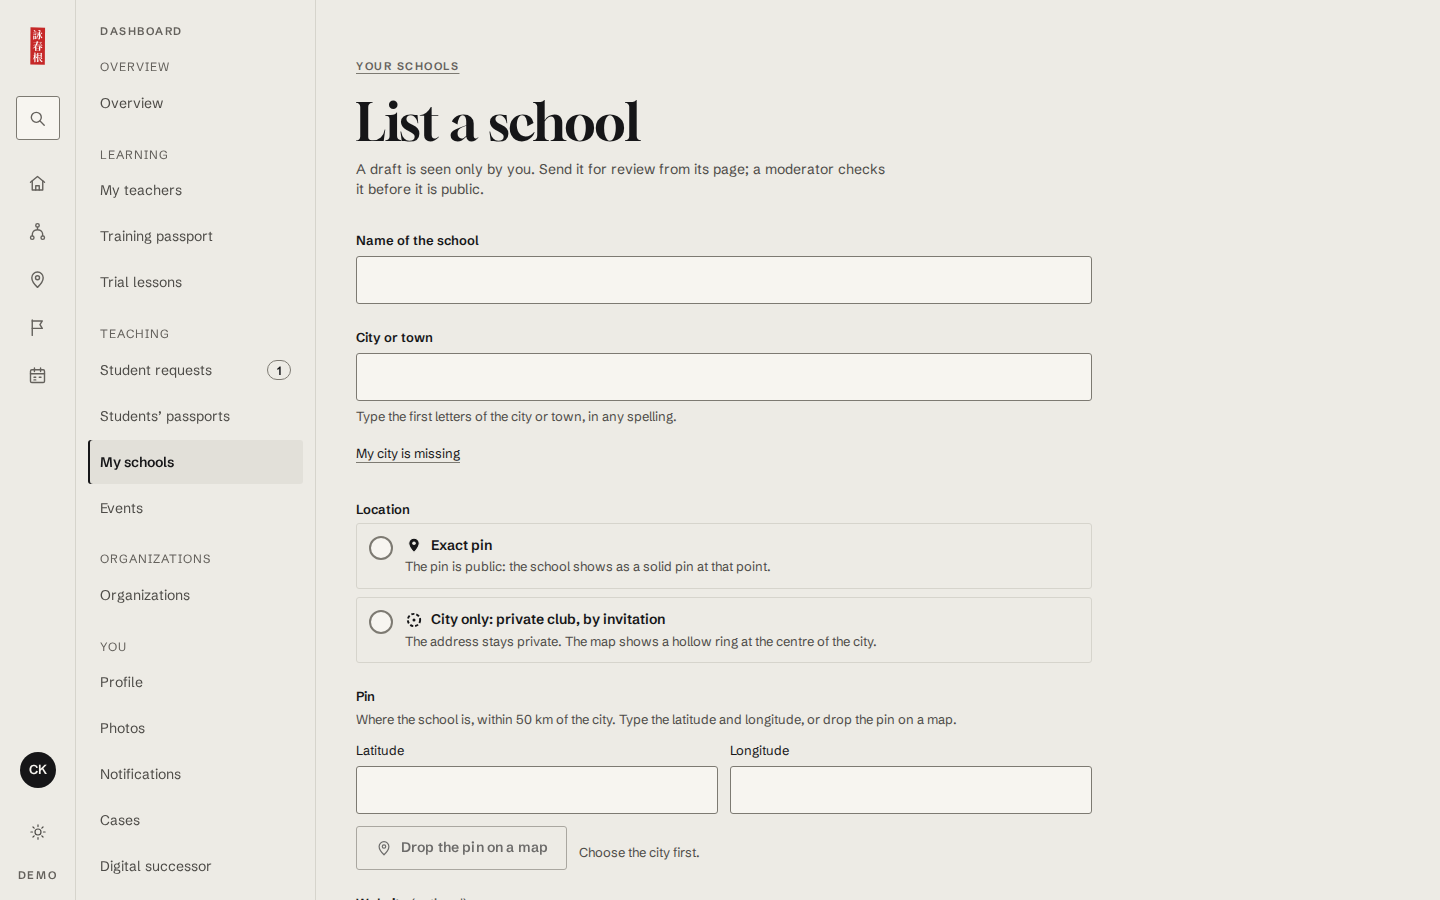 詠春根
DASHBOARD
OVERVIEW
Overview
LEARNING
My teachers
Training passport
Trial lessons
TEACHING
Student requests 1
Students’ passports
My schools
Events
ORGANIZATIONS
Organizations
YOU
Profile
Photos
Notifications
Cases
Digital successor
CK
DEMO
YOUR SCHOOLS
List a school
A draft is seen only by you. Send it for review from its page; a moderator checks
it before it is public.
Name of the school
City or town
Type the first letters of the city or town, in any spelling.
My city is missing
Location
Exact pin
The pin is public: the school shows as a solid pin at that point.
City only: private club, by invitation
The address stays private. The map shows a hollow ring at the centre of the city.
Pin
Where the school is, within 50 km of the city. Type the latitude and longitude, or drop the pin on a map.
Latitude Longitude
Drop the pin on a map Choose the city first.